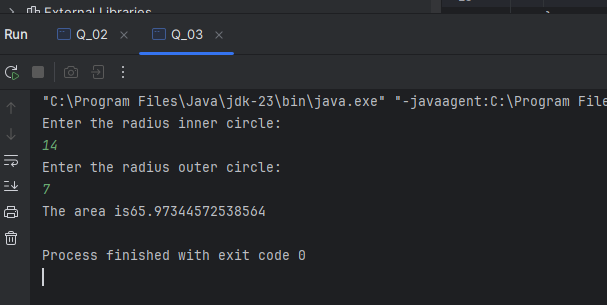 External Libraries
Run Q_02 Q_03
"C:\Program Files\Java\jdk-23\bin\java.exe" "-javaagent:C:\Program File
Enter the radius inner circle:
14
Enter the radius outer circle:
7
The area is65.97344572538564
Process finished with exit code 0